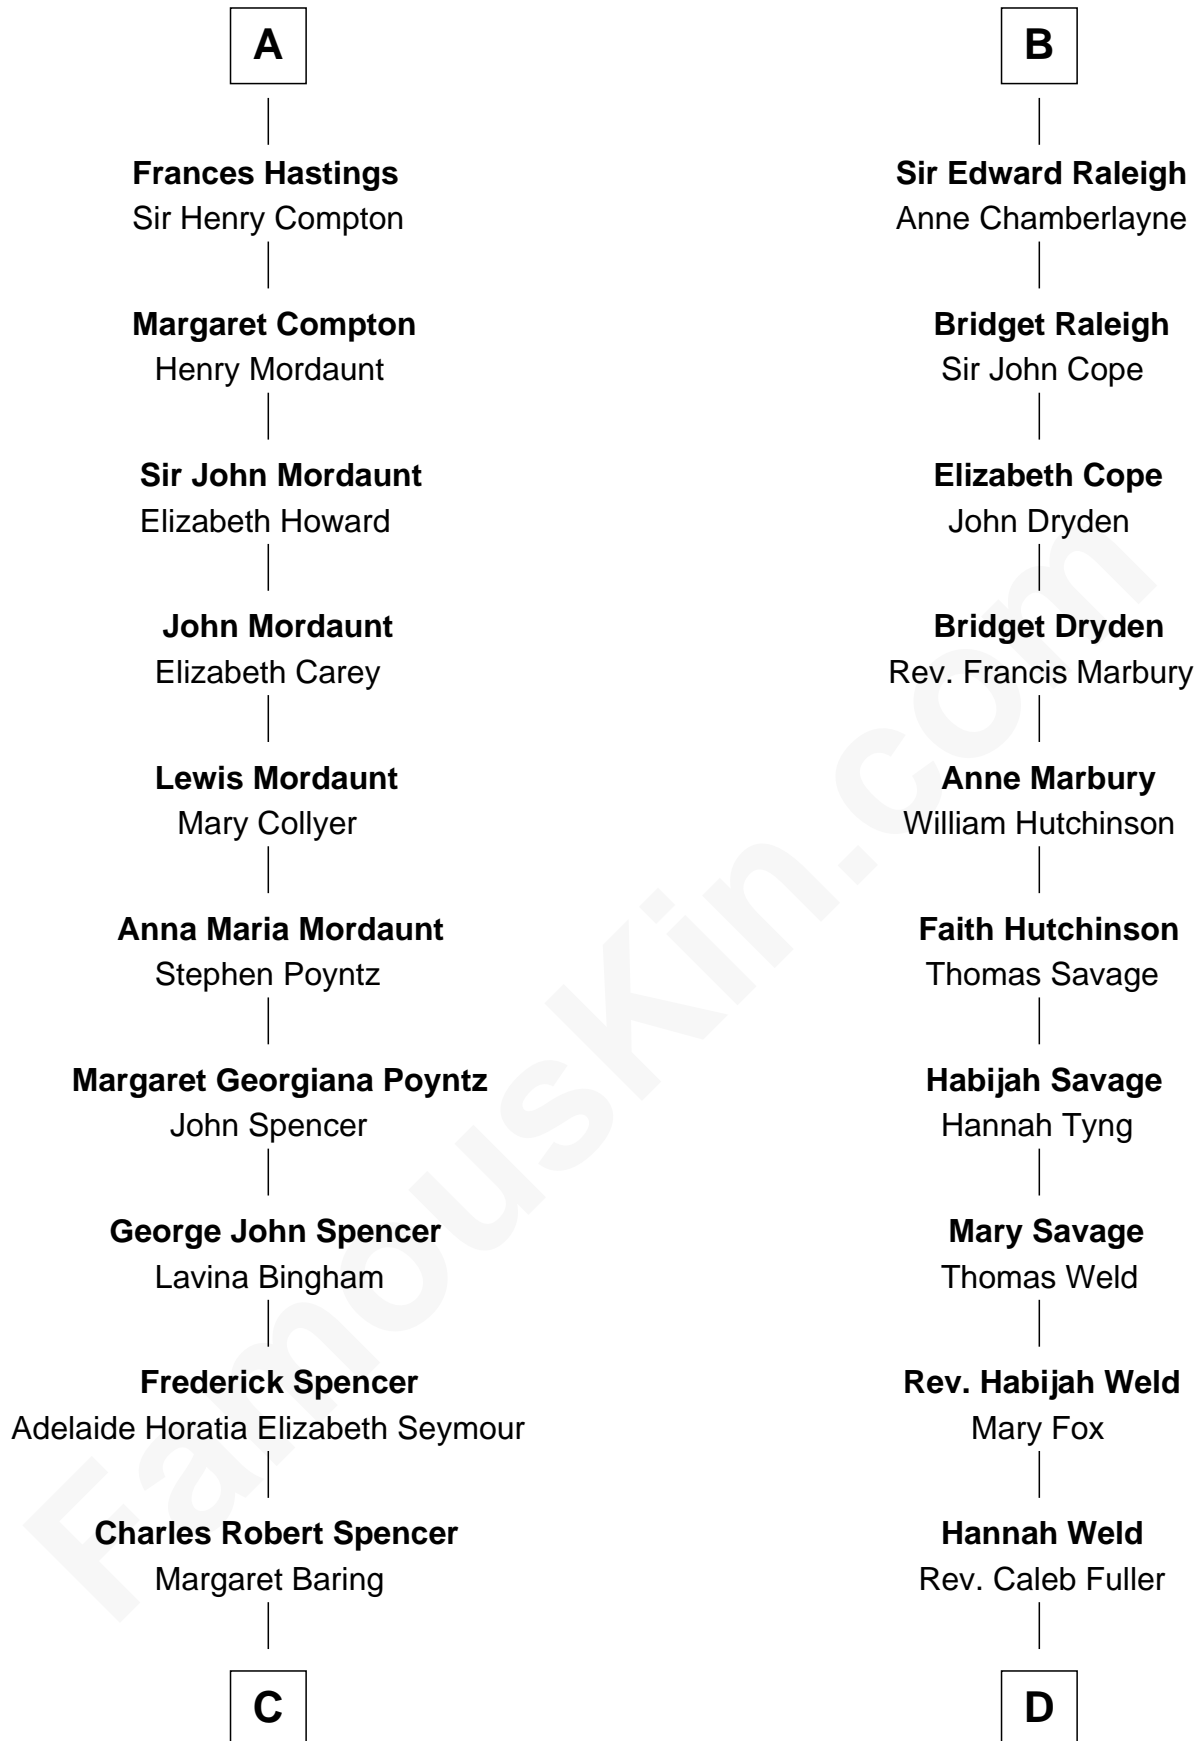 A
Frances Hastings
Sir Henry Compton
Margaret Compton
Henry Mordaunt
Sir John Mordaunt
Elizabeth Howard
John Mordaunt
Elizabeth Carey
Lewis Mordaunt
Mary Collyer
Anna Maria Mordaunt
Stephen Poyntz
Margaret Georgiana Poyntz
John Spencer
George John Spencer
Lavina Bingham
Frederick Spencer
Adelaide Horatia Elizabeth Seymour
Charles Robert Spencer
Margaret Baring
C
B
Sir Edward Raleigh
Anne Chamberlayne
Bridget Raleigh
Sir John Cope
Elizabeth Cope
John Dryden
Bridget Dryden
Rev. Francis Marbury
Anne Marbury
William Hutchinson
Faith Hutchinson
Thomas Savage
Habijah Savage
Hannah Tyng
Mary Savage
Thomas Weld
Rev. Habijah Weld
Mary Fox
Hannah Weld
Rev. Caleb Fuller
D
FamousKin.com